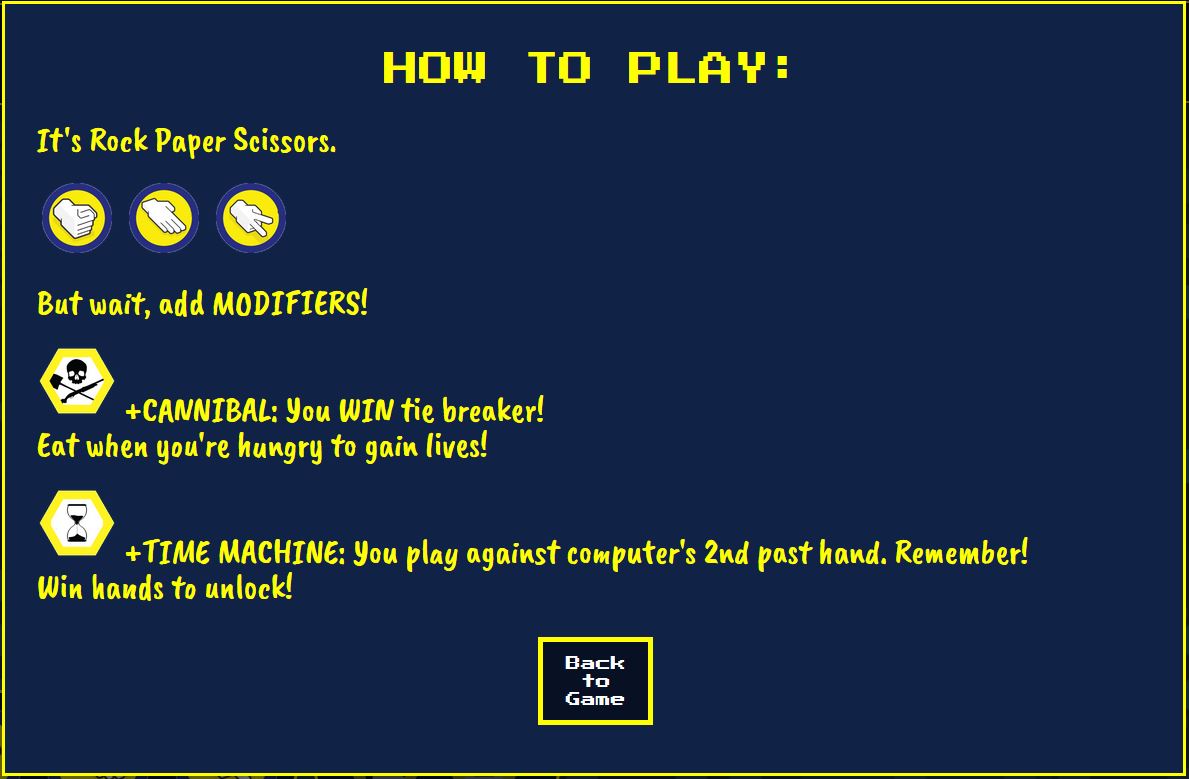 HOW TO PLAY:
It's Rock Paper Scissors.
But wait, add MODIFIERS!
+CANNIBAL: You WIN tie breaker!
Eat when you're hungry to gain lives!
+TIME MACHINE: You play against computer's 2nd past hand. Remember!
Win hands to unlock!
Back
to
Game